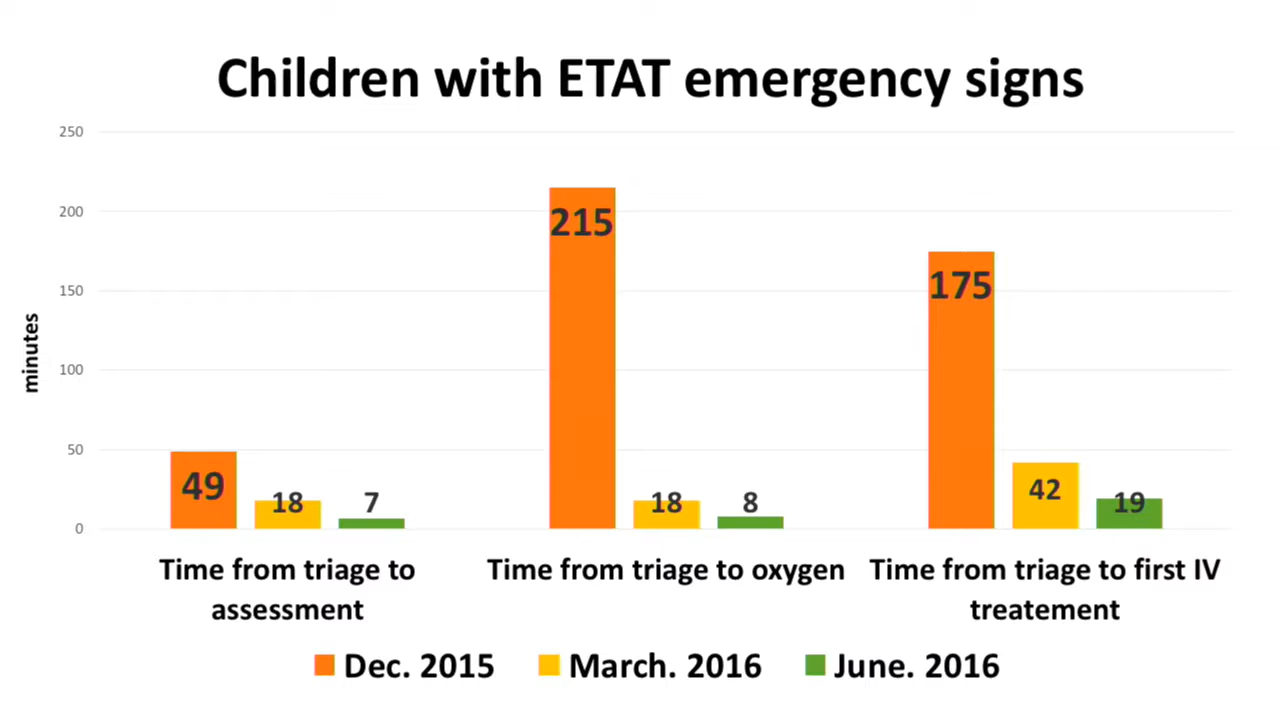 Children with ETAT emergency signs
250
200
150
100
50
0
minutes
49
18
7
215
18
8
175
42
19
Time from triage to
assessment
Time from triage to oxygen
Time from triage to first IV
treatement
Dec. 2015
March. 2016
June. 2016